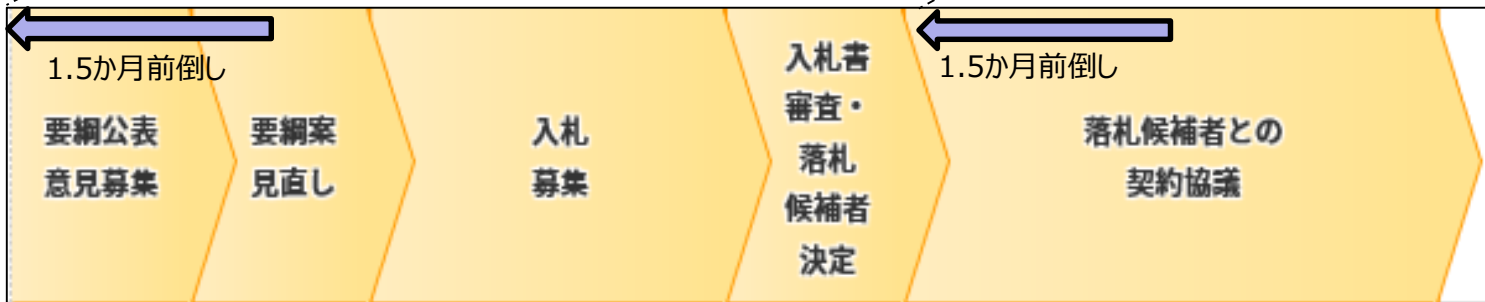 1.5か月前倒し
要綱公表
意見募集
要綱案
見直し
入札
募集
入札書
審査・
落札
候補者
決定
1.5か月前倒し
落札候補者との
契約協議